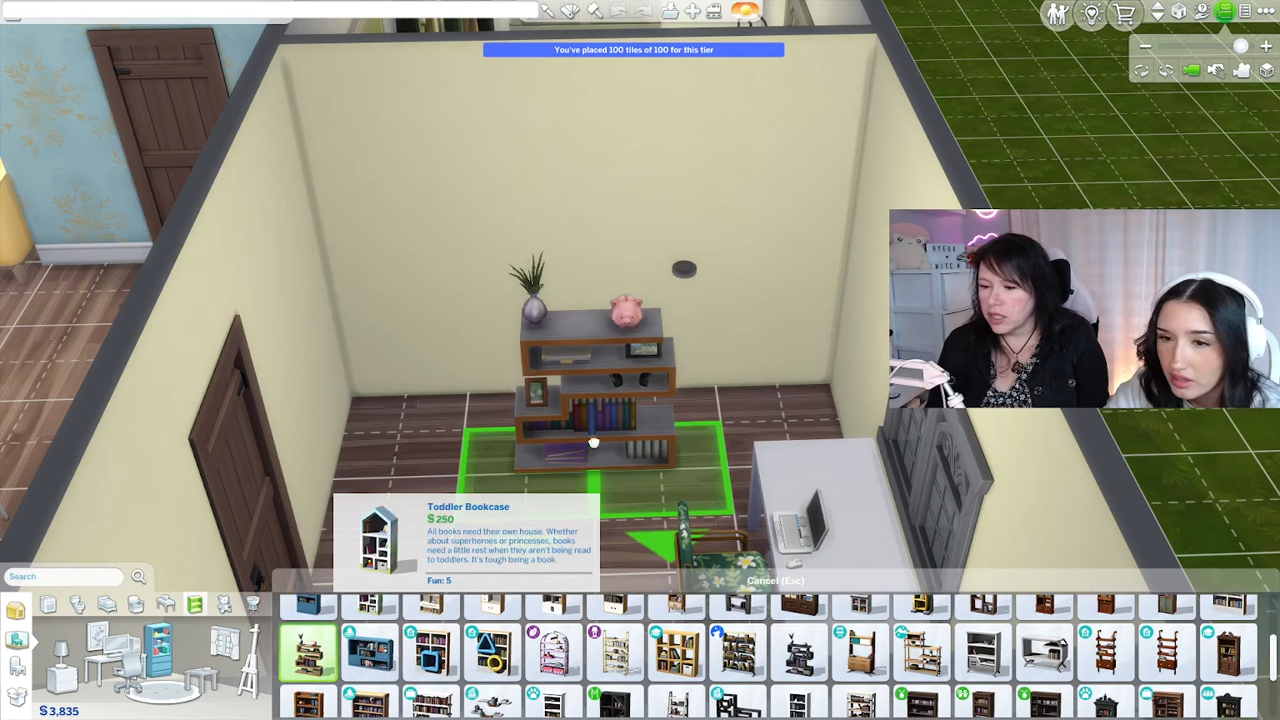 You've placed 100 tiles of 100 for this tier
Toddler Bookcase
§250
All books need their own house. Whether
about superheroes or princesses, books
need a little rest when they aren't being read
to toddlers. It's tough being a book.
Fun: 5
Cancel (Esc)
Search
§3,835